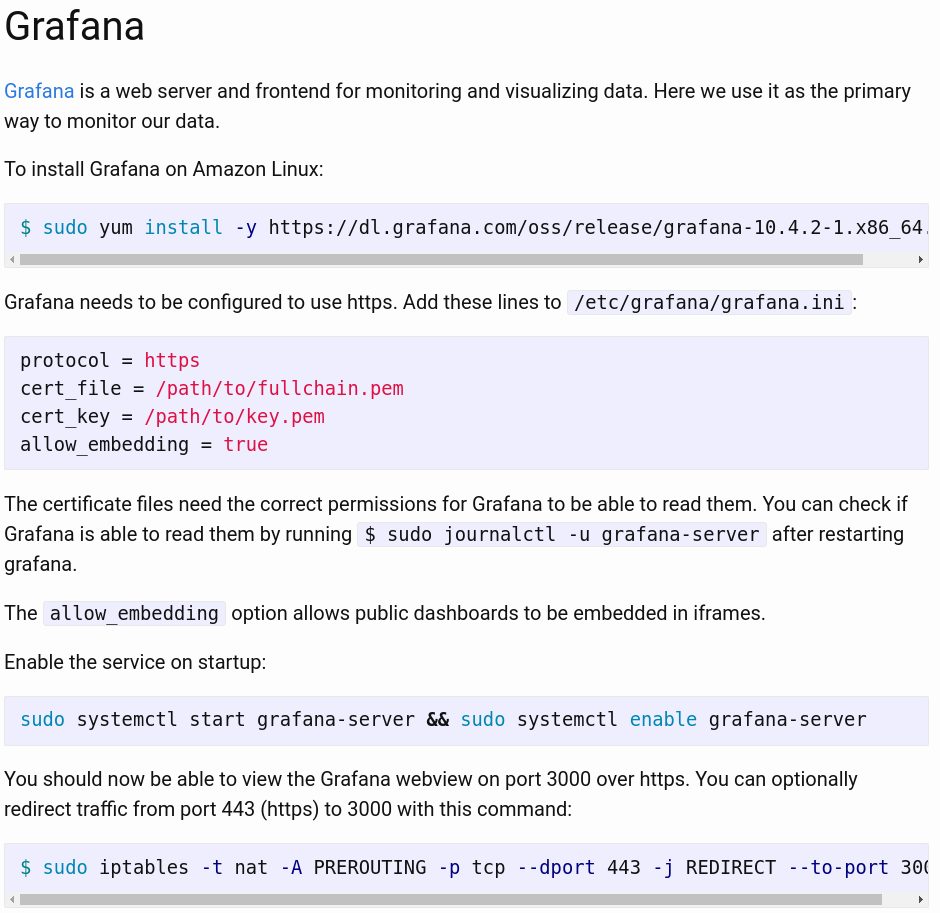 Grafana
Grafana is a web server and frontend for monitoring and visualizing data. Here we use it as the primary
way to monitor our data.
To install Grafana on Amazon Linux:
$ sudo yum install -y https://dl.grafana.com/oss/release/grafana-10.4.2-1.x86_64.
Grafana needs to be configured to use https. Add these lines to /etc/grafana/grafana.ini:
protocol = https
cert_file = /path/to/fullchain.pem
cert_key = /path/to/key.pem
allow_embedding = true
The certificate files need the correct permissions for Grafana to be able to read them. You can check if
Grafana is able to read them by running $ sudo journalctl -u grafana-server after restarting
grafana.
The allow_embedding option allows public dashboards to be embedded in iframes.
Enable the service on startup:
sudo systemctl start grafana-server && sudo systemctl enable grafana-server
You should now be able to view the Grafana webview on port 3000 over https. You can optionally
redirect traffic from port 443 (https) to 3000 with this command:
$ sudo iptables -t nat -A PREROUTING -p tcp --dport 443 -j REDIRECT --to-port 300